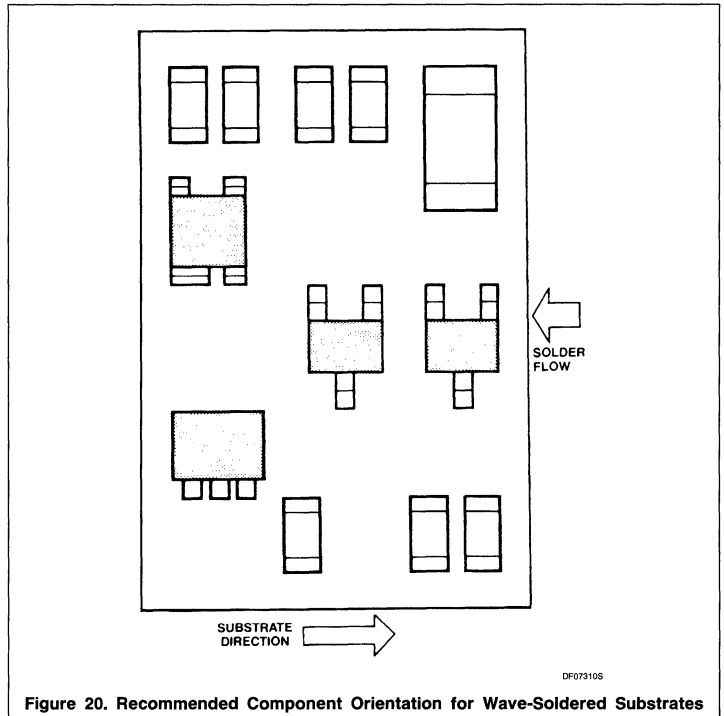 SOLDER
FLOW
SUBSTRATE
DIRECTION
DF07310S
Figure 20. Recommended Component Orientation for Wave-Soldered Substrates